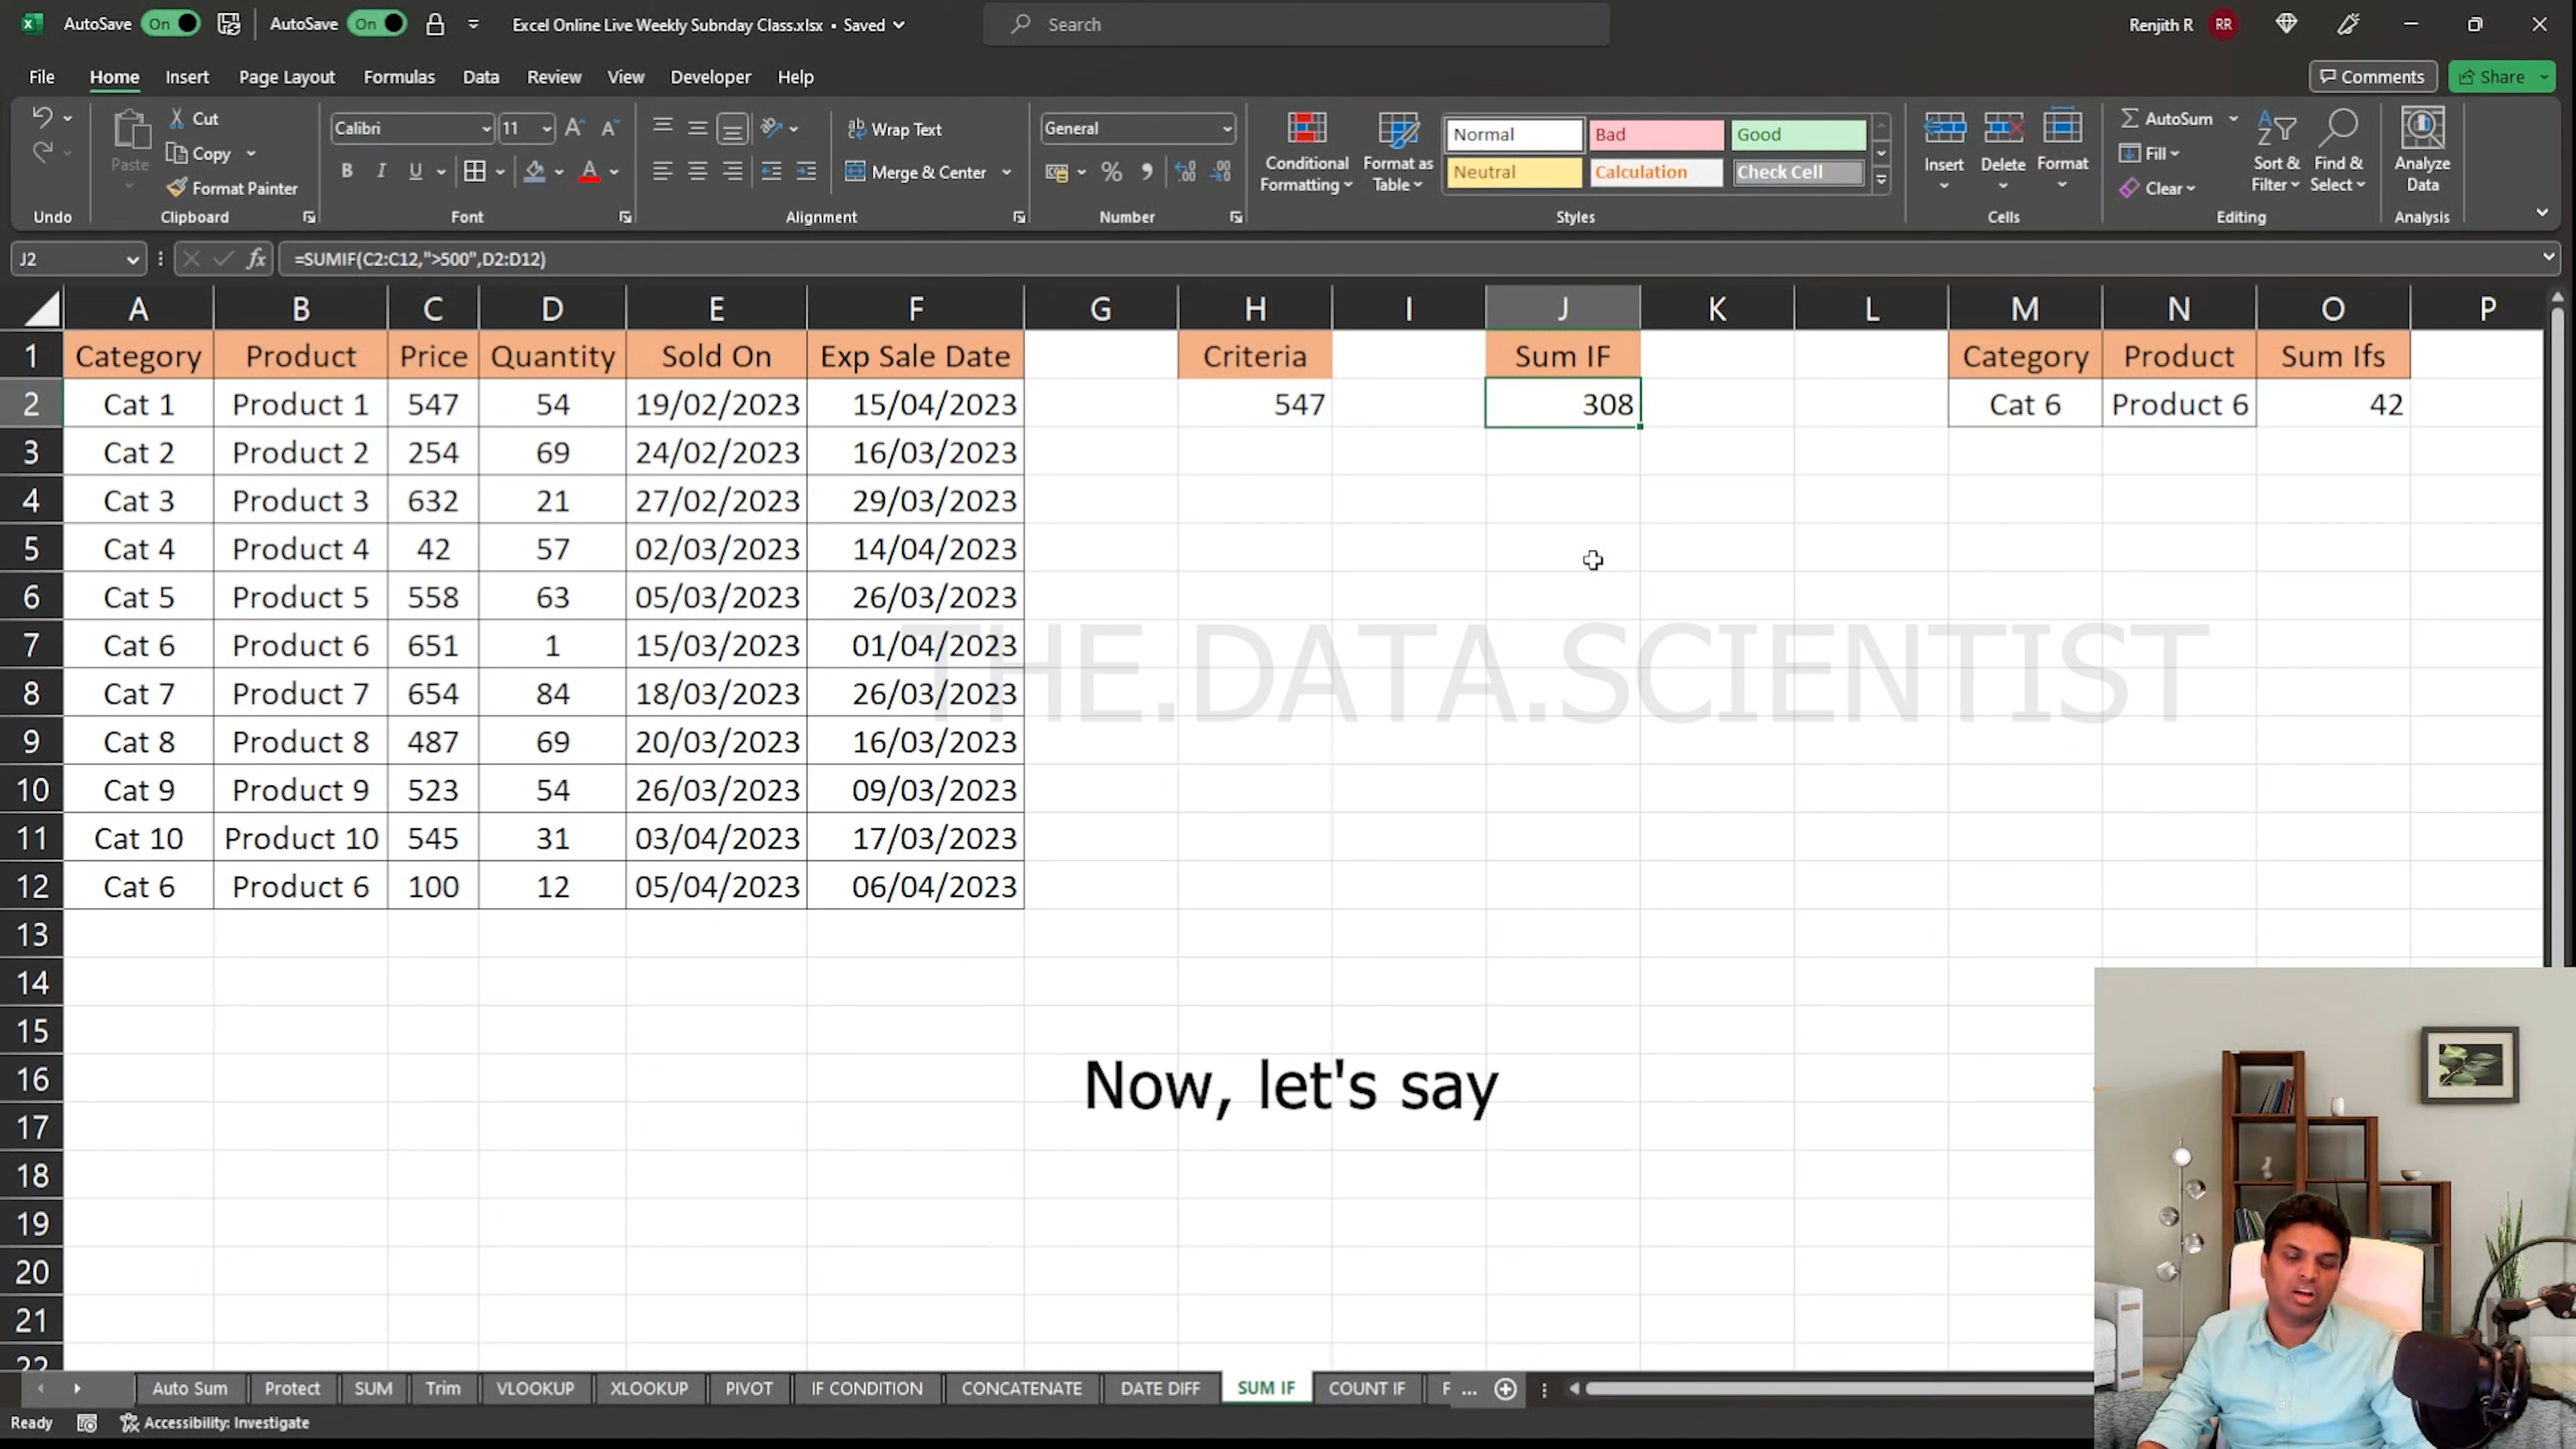 AutoSave On AutoSave On Excel Online Live Weekly Subnday Class.xlsx • Saved Search Renjith R RR
File Home Insert Page Layout Formulas Data Review View Developer Help Comments Share
Paste Cut Copy Format Painter Calibri 11 Wrap Text Merge & Center General Conditional Formatting Format as Table Normal Bad Good Neutral Calculation Check Cell Insert Delete Format AutoSum Fill Clear Sort & Filter Find & Select Analyze Data
Undo Clipboard Font Alignment Number Styles Cells Editing Analysis
J2 fx =SUMIF(C2:C12,">500",D2:D12)
A B C D E F G H I J K L M N O P
1 Category Product Price Quantity Sold On Exp Sale Date Criteria Sum IF Category Product Sum Ifs
2 Cat 1 Product 1 547 54 19/02/2023 15/04/2023 547 308 Cat 6 Product 6 42
3 Cat 2 Product 2 254 69 24/02/2023 16/03/2023
4 Cat 3 Product 3 632 21 27/02/2023 29/03/2023
5 Cat 4 Product 4 42 57 02/03/2023 14/04/2023
6 Cat 5 Product 5 558 63 05/03/2023 26/03/2023
7 Cat 6 Product 6 651 1 15/03/2023 01/04/2023
THE.DATA.SCIENTIST
8 Cat 7 Product 7 654 84 18/03/2023 26/03/2023
9 Cat 8 Product 8 487 69 20/03/2023 16/03/2023
10 Cat 9 Product 9 523 54 26/03/2023 09/03/2023
11 Cat 10 Product 10 545 31 03/04/2023 17/03/2023
12 Cat 6 Product 6 100 12 05/04/2023 06/04/2023
13
14
15
16
Now, let's say
17
18
19
20
21
22
Auto Sum Protect SUM Trim VLOOKUP XLOOKUP PIVOT IF CONDITION CONCATENATE DATE DIFF SUM IF COUNT IF F ...
Ready Accessibility: Investigate